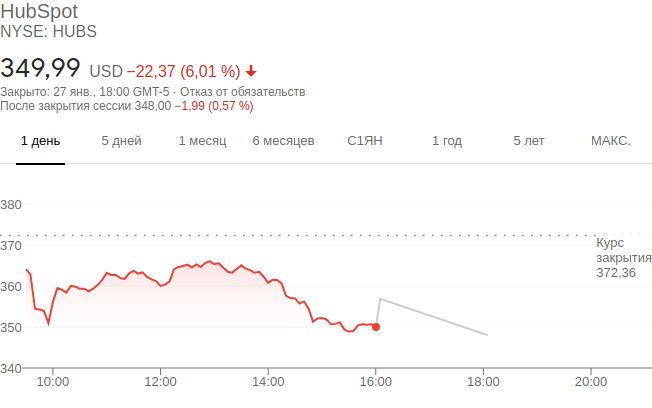 HubSpot
NYSE: HUBS
349,99 USD −22,37 (6,01 %)
Закрыто: 27 янв., 18:00 GMT-5 · Отказ от обязательств
После закрытия сессии 348,00 −1,99 (0,57 %)
1 день 5 дней 1 месяц 6 месяцев С1ЯН 1 год 5 лет МАКС.
380
370
Курс
закрытия
372,36
360
350
340
10:00 12:00 14:00 16:00 18:00 20:00